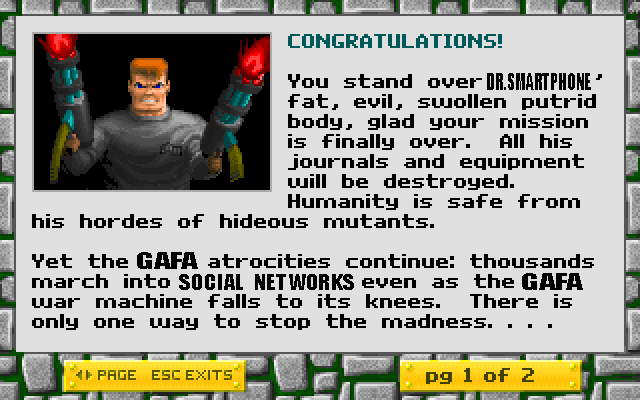 CONGRATULATIONS!
You stand over DR.SMARTPHONE'
fat, evil, swollen putrid
body, glad your mission
is finally over. All his
journals and equipment
will be destroyed.
Humanity is safe from
his hordes of hideous mutants.
Yet the GAFA atrocities continue: thousands
march into SOCIAL NETWORKS even as the GAFA
war machine falls to its knees. There is
only one way to stop the madness. . . .
◀▶ PAGE ESC EXITS
pg 1 of 2